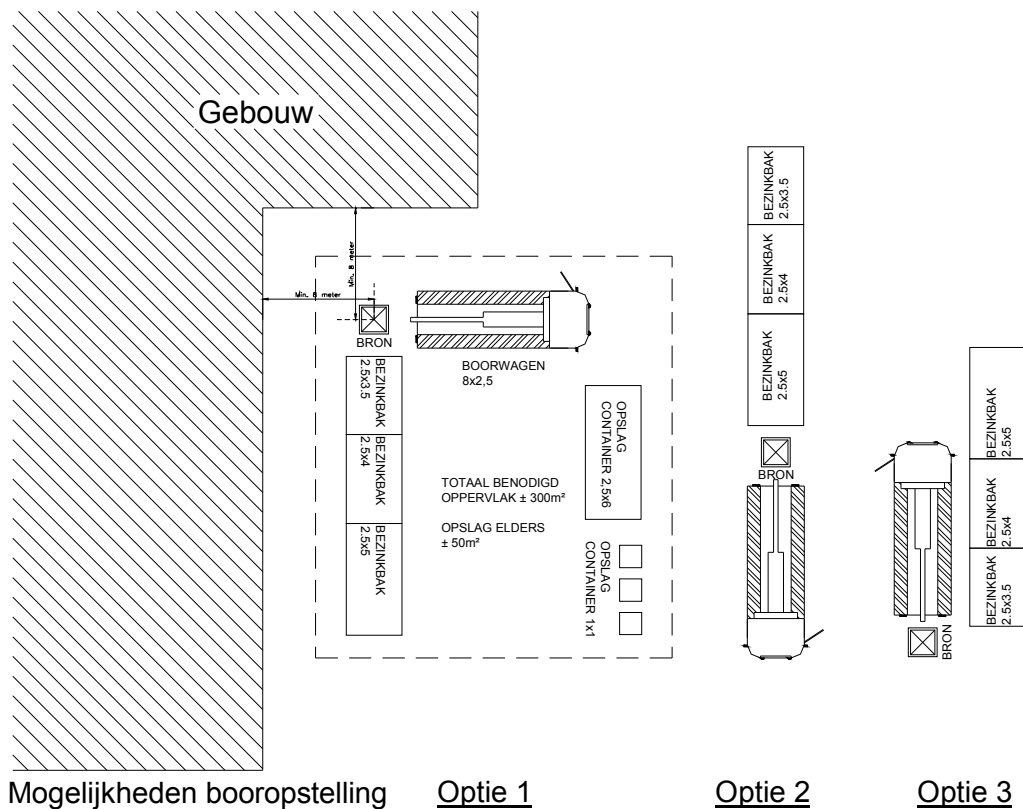 Gebouw
Min. 8 meter
Min. 8 meter
BRON
BOORWAGEN
8x2,5
BEZINKBAK
2.5x3.5
BEZINKBAK
2.5x4
BEZINKBAK
2.5x5
OPSLAG
CONTAINER 2,5x6
TOTAAL BENODIGD
OPPERVLAK ± 300m²
OPSLAG ELDERS
± 50m²
OPSLAG
CONTAINER 1x1
BEZINKBAK
2.5x3.5
BEZINKBAK
2.5x4
BEZINKBAK
2.5x5
BRON
BEZINKBAK
2.5x5
BEZINKBAK
2.5x4
BEZINKBAK
2.5x3.5
BRON
Mogelijkheden booropstelling
Optie 1
Optie 2
Optie 3